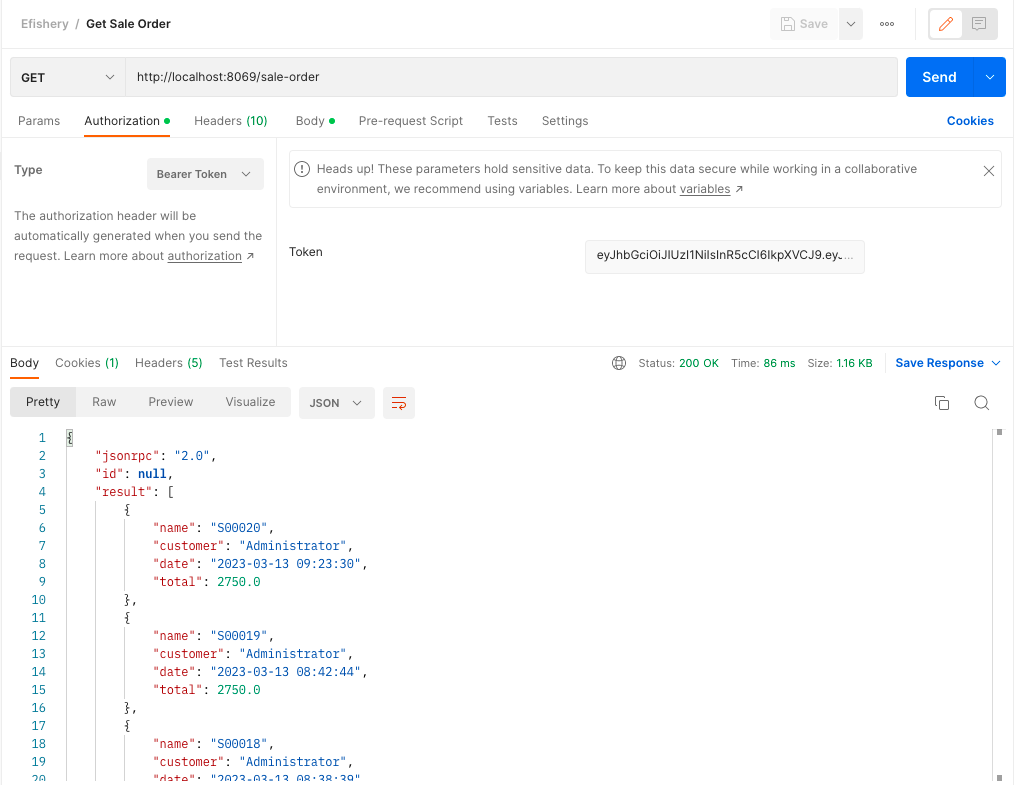 Efishery / Get Sale Order
Save
GET http://localhost:8069/sale-order Send
Params Authorization Headers (10) Body Pre-request Script Tests Settings Cookies
Type Bearer Token
The authorization header will be
automatically generated when you send the
request. Learn more about authorization ↗
Heads up! These parameters hold sensitive data. To keep this data secure while working in a collaborative
environment, we recommend using variables. Learn more about variables ↗
Token eyJhbGciOiJIUzI1NiIsInR5cCI6IkpXVCJ9.eyJ...
Body Cookies (1) Headers (5) Test Results Status: 200 OK Time: 86 ms Size: 1.16 KB Save Response
Pretty Raw Preview Visualize JSON
1 {
2 "jsonrpc": "2.0",
3 "id": null,
4 "result": [
5 {
6 "name": "S00020",
7 "customer": "Administrator",
8 "date": "2023-03-13 09:23:30",
9 "total": 2750.0
10 },
11 {
12 "name": "S00019",
13 "customer": "Administrator",
14 "date": "2023-03-13 08:42:44",
15 "total": 2750.0
16 },
17 {
18 "name": "S00018",
19 "customer": "Administrator",
20 "date": "2023-03-13 08:38:39"